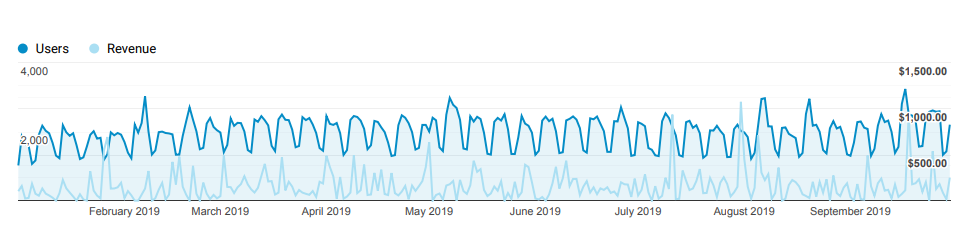 Users Revenue
4,000 $1,500.00
$1,000.00
2,000
$500.00
February 2019 March 2019 April 2019 May 2019 June 2019 July 2019 August 2019 September 2019